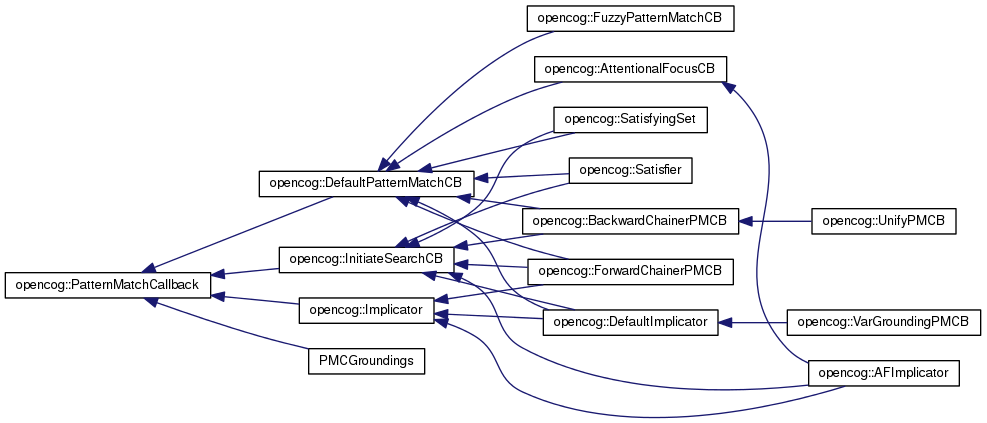 opencog::FuzzyPatternMatchCB
opencog::AttentionalFocusCB
opencog::SatisfyingSet
opencog::Satisfier
opencog::DefaultPatternMatchCB
opencog::BackwardChainerPMCB
opencog::UnifyPMCB
opencog::InitiateSearchCB
opencog::ForwardChainerPMCB
opencog::PatternMatchCallback
opencog::Implicator
opencog::DefaultImplicator
opencog::VarGroundingPMCB
PMCGroundings
opencog::AFImplicator